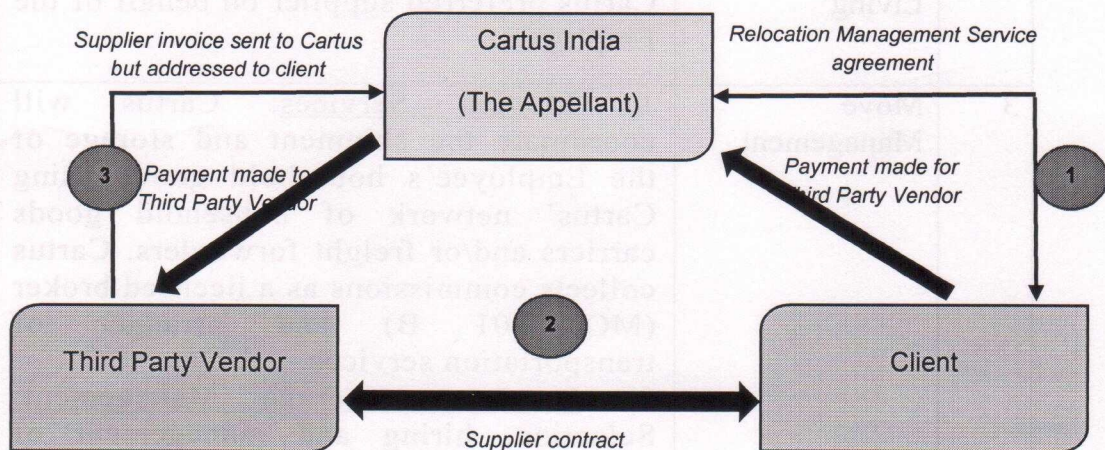 Supplier invoice sent to Cartus
but addressed to client
Cartus India
(The Appellant)
Relocation Management Service
agreement
3
Payment made to
Third Party Vendor
Payment made for
Third Party Vendor
1
Third Party Vendor
2
Client
Supplier contract